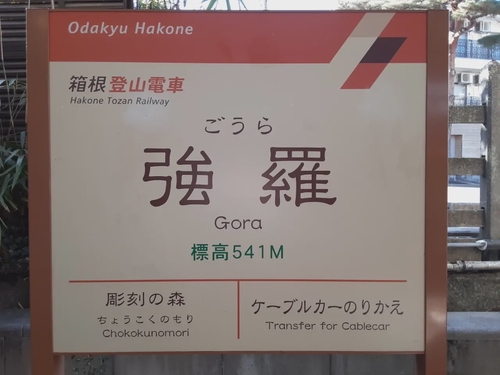 Odakyu Hakone
箱根登山電車
Hakone Tozan Railway
ごうら
強羅
Gora
標高541M
彫刻の森
ちょうこくのもり
Chokokunomori
ケーブルカーのりかえ
Transfer for Cablecar